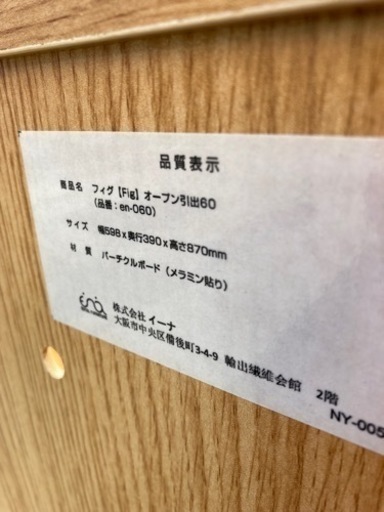 品質表示
商品名 フィグ【Fig】オープン引出60
（品番：en-060）
サイズ 幅598ｘ奥行390ｘ高さ870mm
材 質 パーチクルボード（メラミン貼り）
株式会社 イーナ
大阪市中央区備後町3-4-9 輸出繊維会館 2階
NY-005